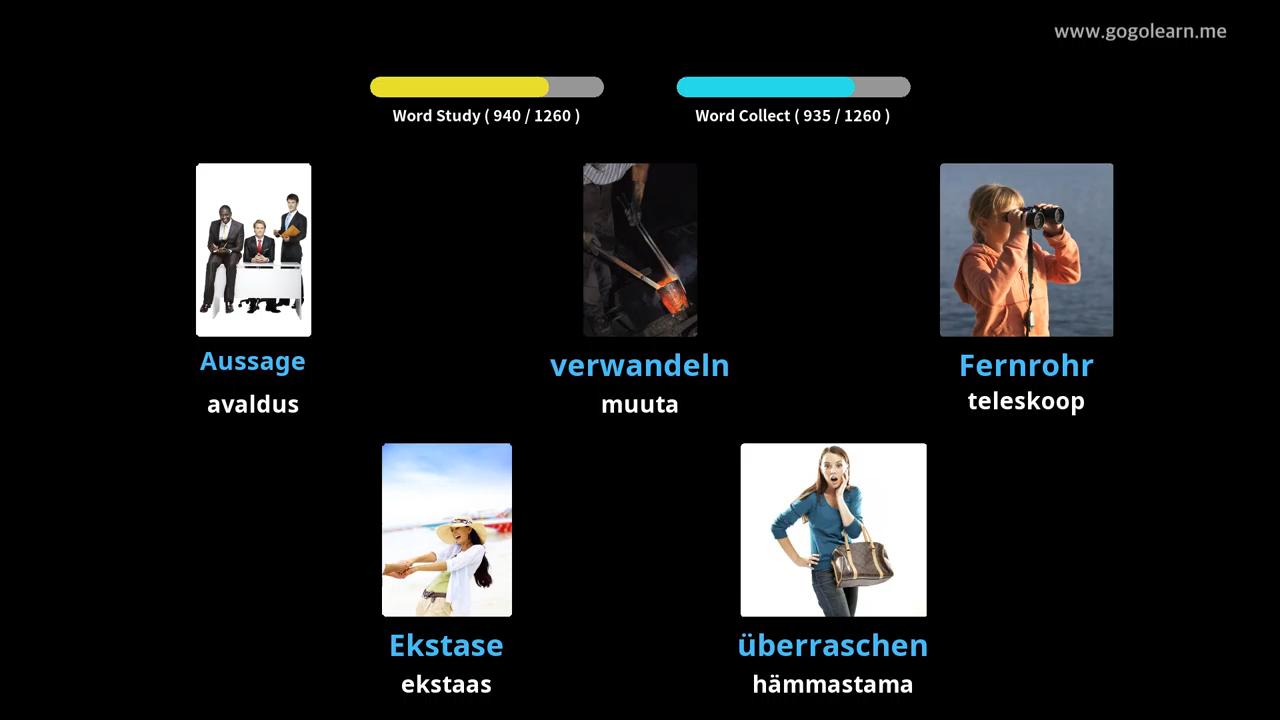 www.gogolearn.me
Word Study ( 940 / 1260 )
Word Collect ( 935 / 1260 )
Aussage
verwandeln
Fernrohr
avaldus
muuta
teleskoop
Ekstase
überraschen
ekstaas
hämmastama